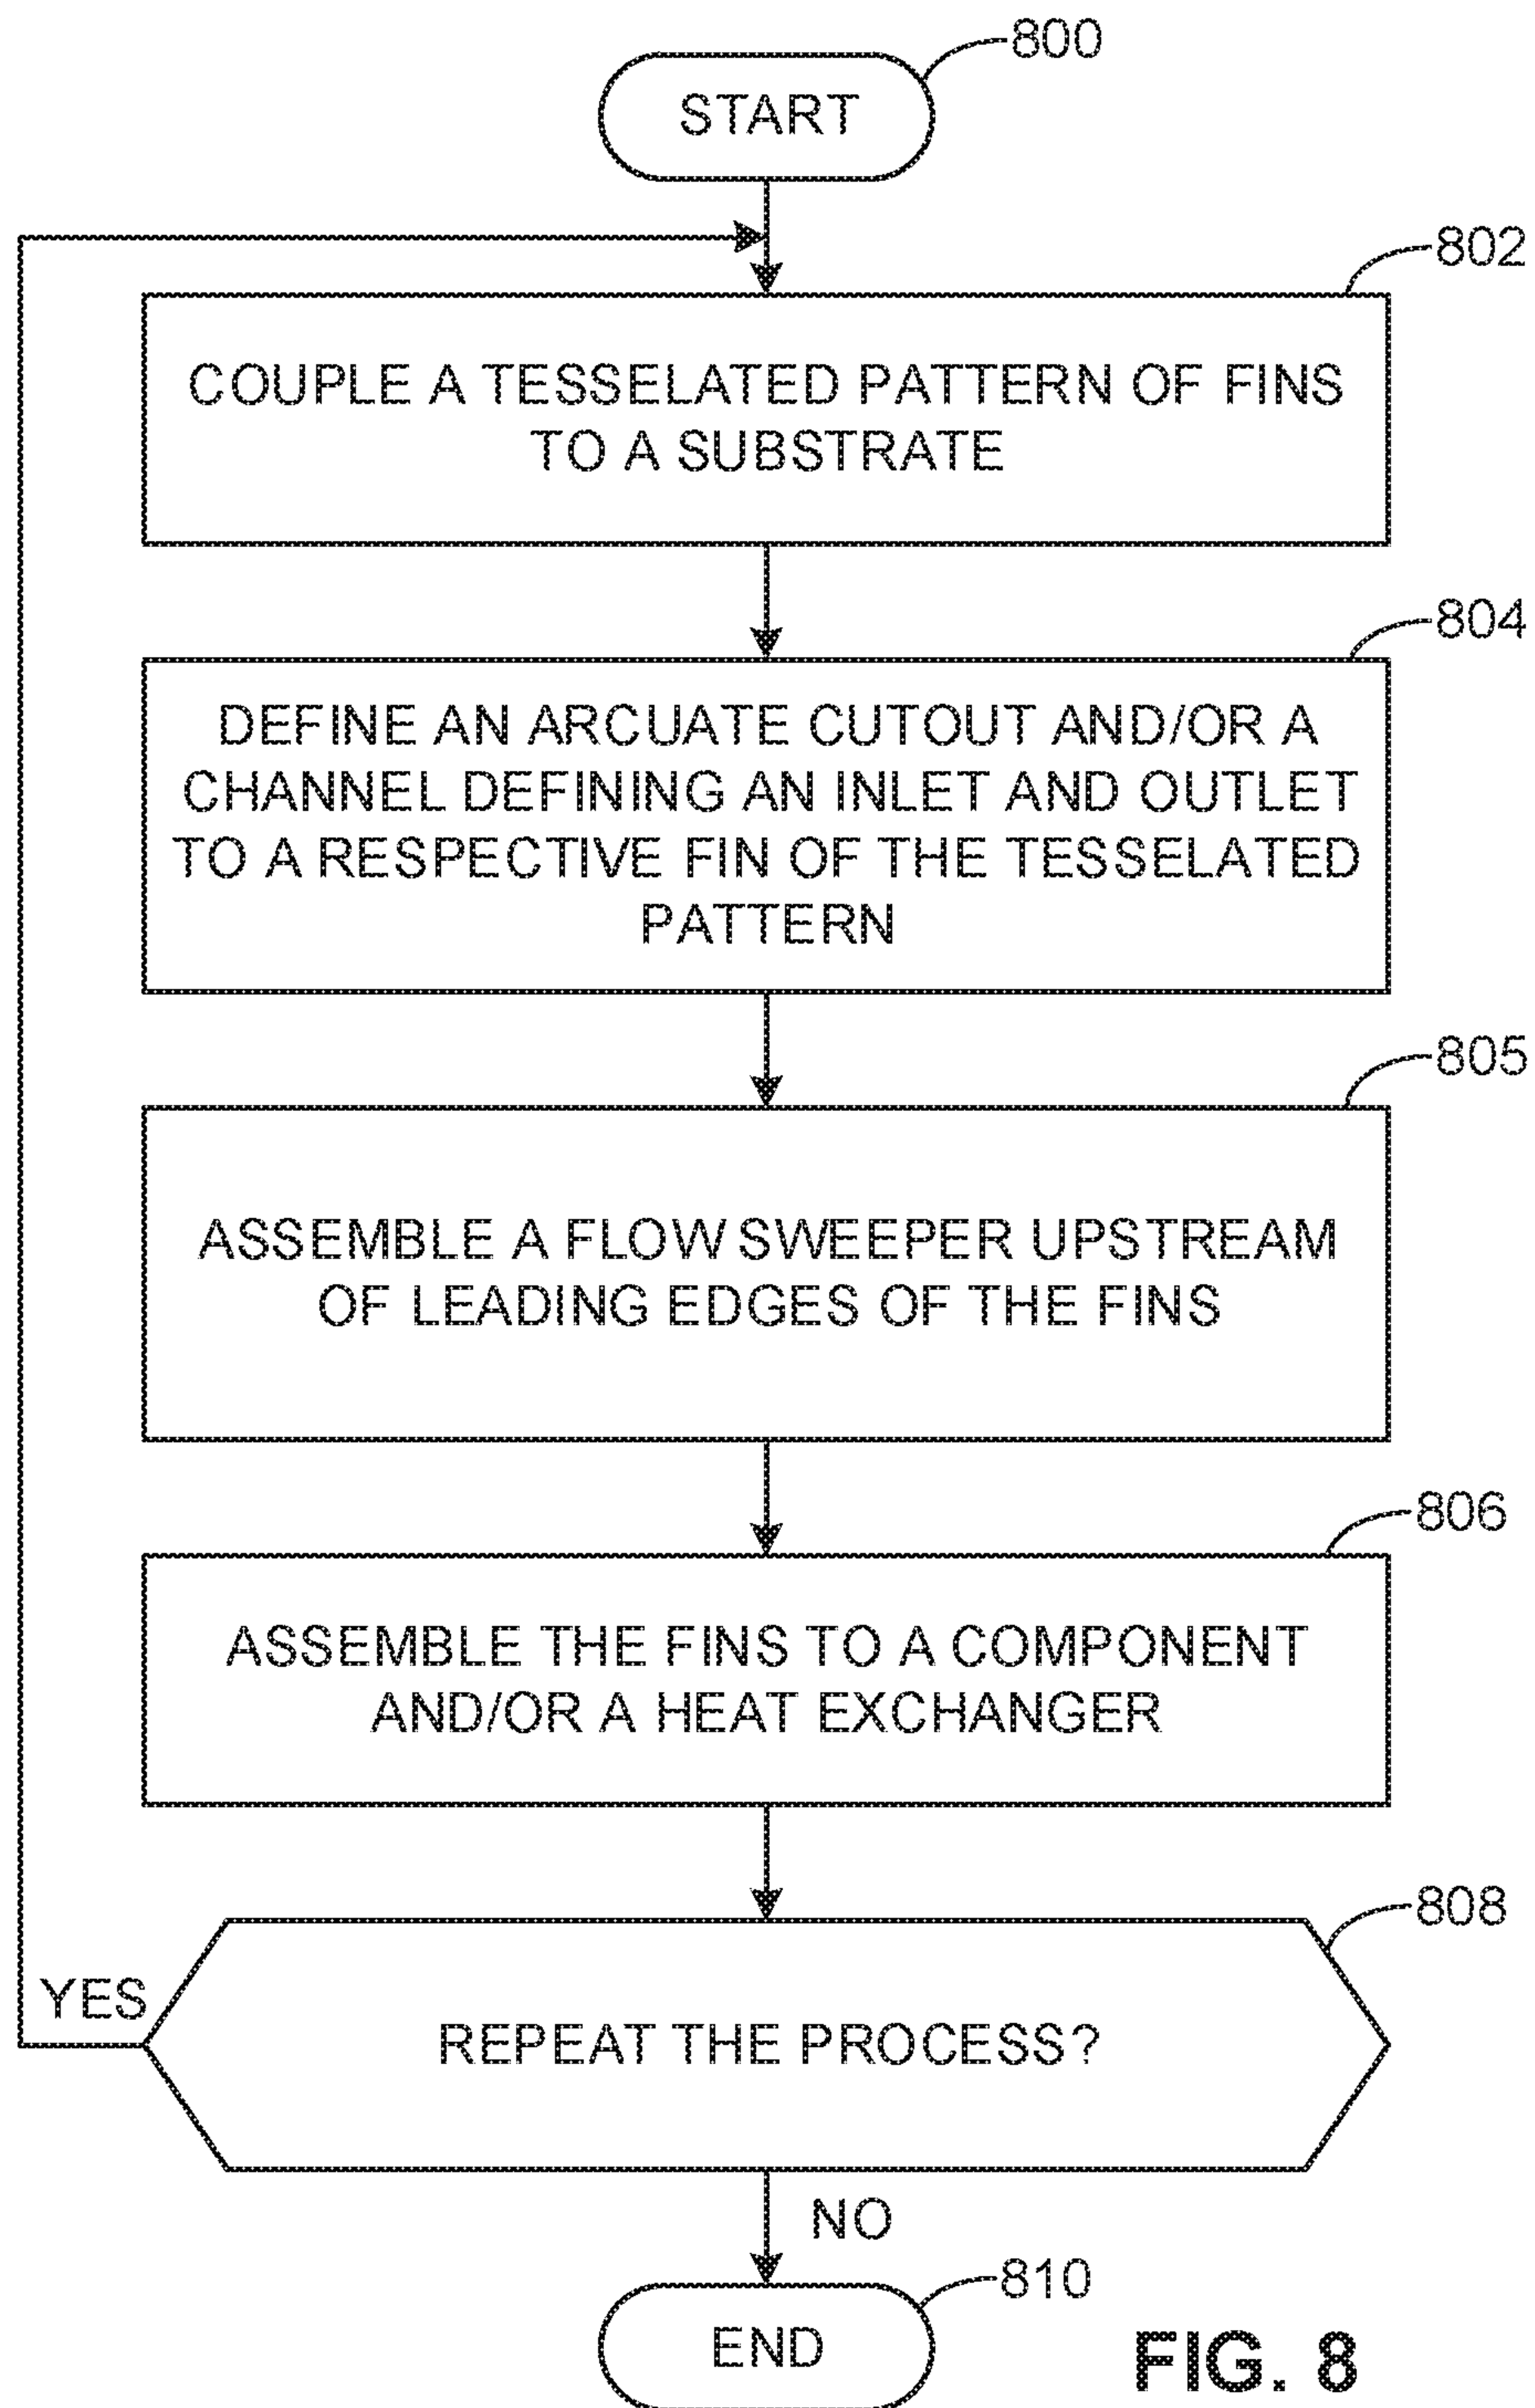 800
START
802
COUPLE A TESSELATED PATTERN OF FINS
TO A SUBSTRATE
804
DEFINE AN ARCUATE CUTOUT AND/OR A
CHANNEL DEFINING AN INLET AND OUTLET
TO A RESPECTIVE FIN OF THE TESSELATED
PATTERN
805
ASSEMBLE A FLOW SWEEPER UPSTREAM
OF LEADING EDGES OF THE FINS
806
ASSEMBLE THE FINS TO A COMPONENT
AND/OR A HEAT EXCHANGER
808
YES
REPEAT THE PROCESS?
NO
810
END
FIG. 8